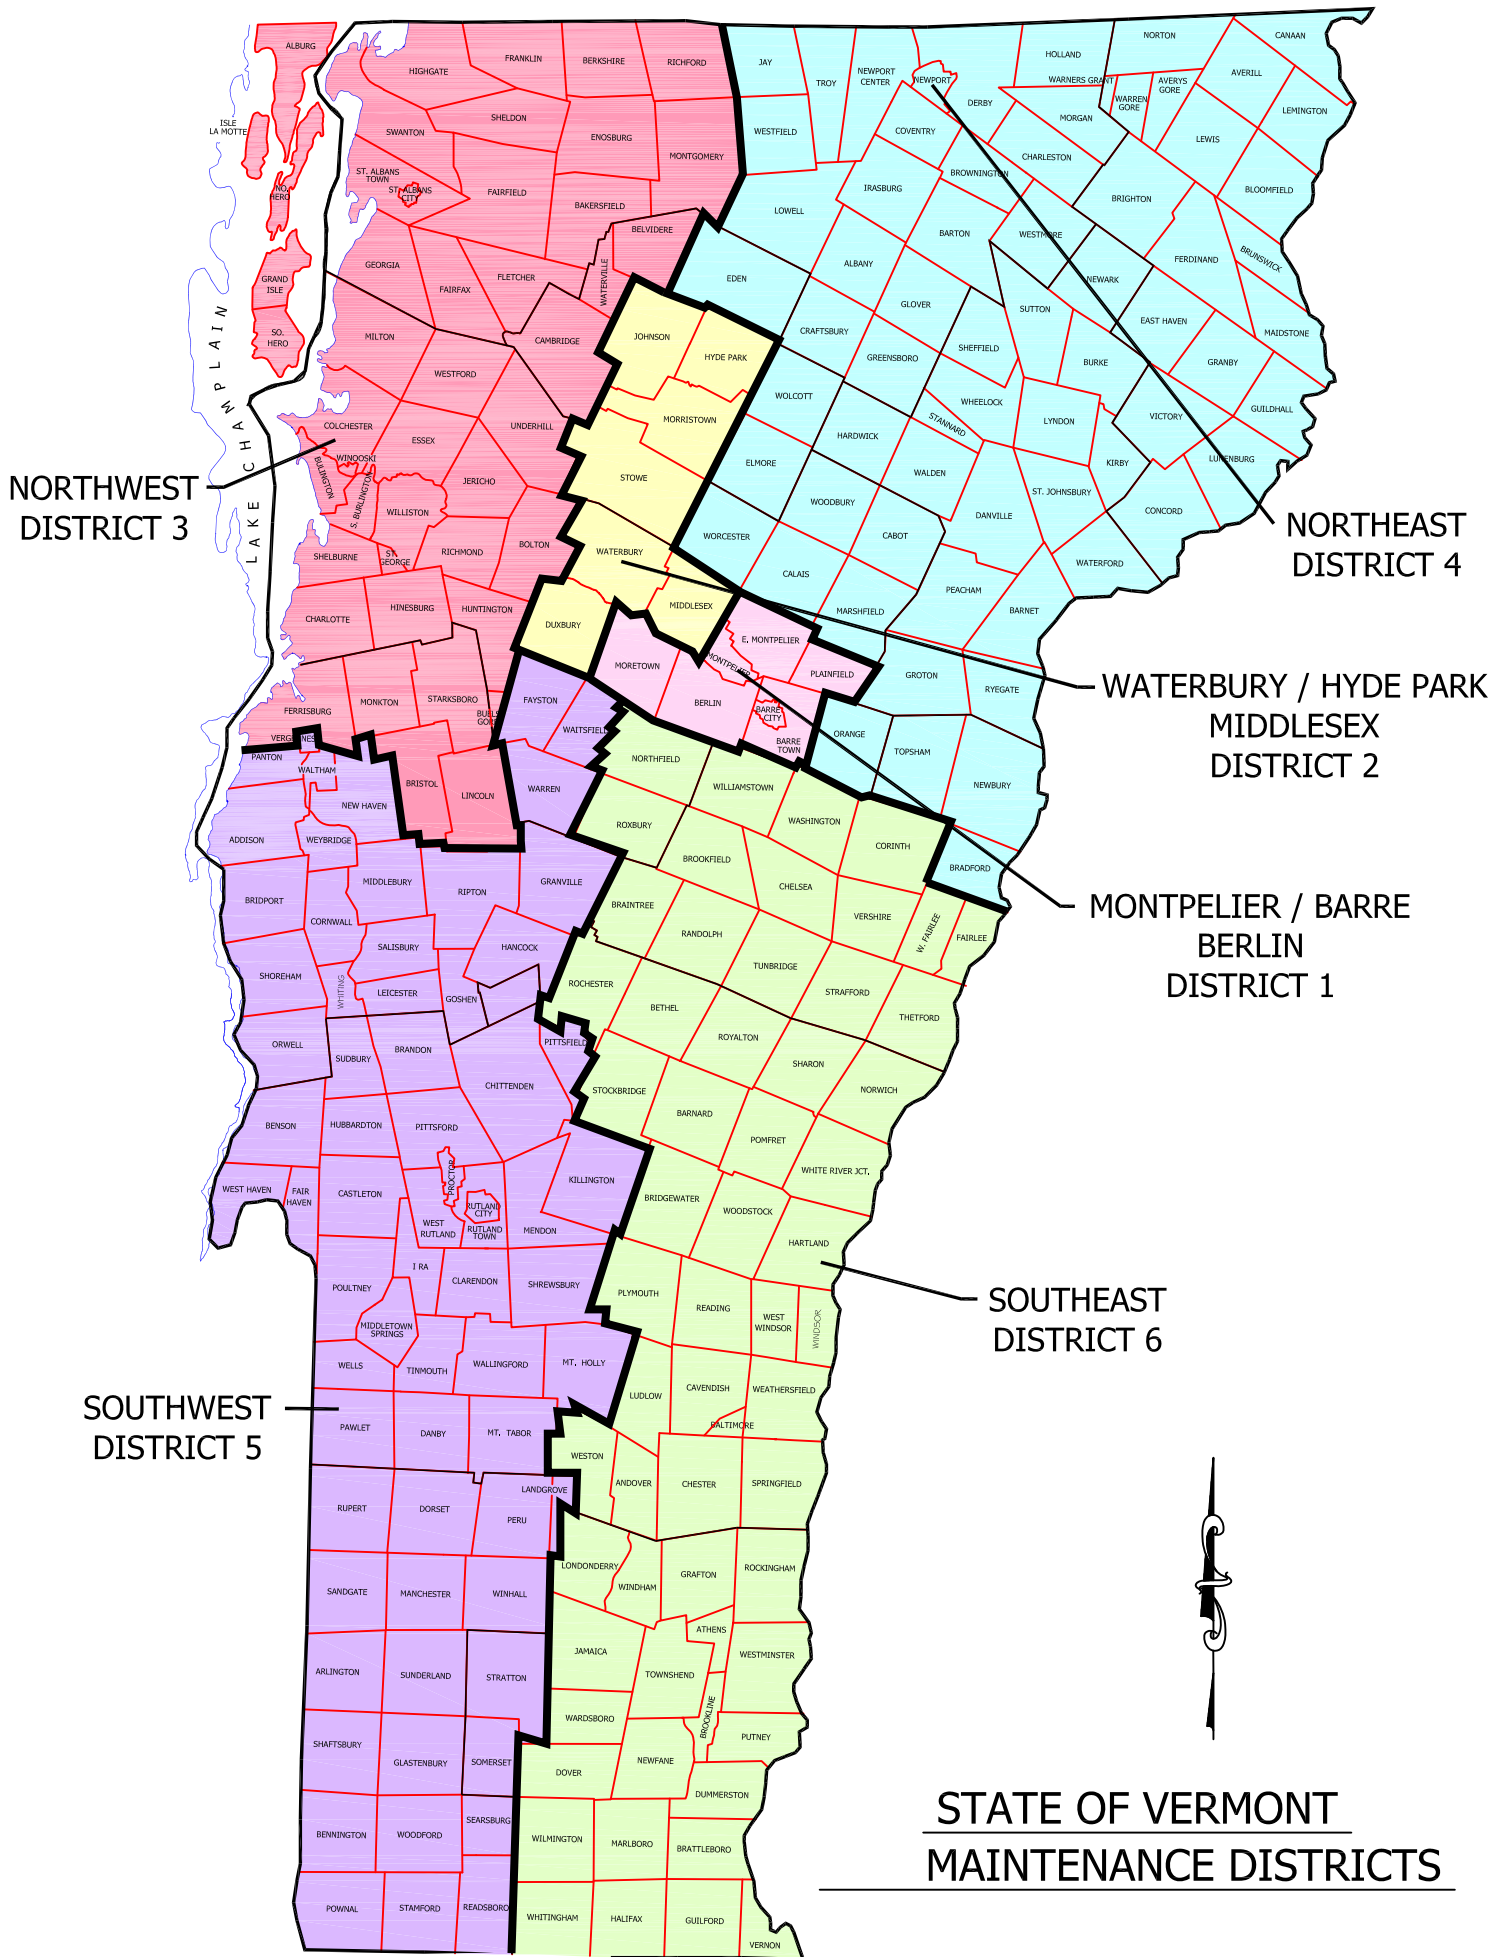 ALBURG
ISLE
LA MOTTE
NO.
HERO
GRAND
ISLE
SO.
HERO
LAKE CHAMPLAIN
HIGHGATE
FRANKLIN
BERKSHIRE
RICHFORD
SWANTON
SHELDON
ENOSBURG
MONTGOMERY
ST. ALBANS
TOWN
ST. ALBANS
CITY
FAIRFIELD
BAKERSFIELD
BELVIDERE
GEORGIA
FAIRFAX
FLETCHER
WATERVILLE
CAMBRIDGE
MILTON
WESTFORD
UNDERHILL
COLCHESTER
ESSEX
WINOOSKI
BULINGTON
S. BURLINGTON
WILLISTON
JERICHO
SHELBURNE
ST.
GEORGE
RICHMOND
BOLTON
CHARLOTTE
HINESBURG
HUNTINGTON
FERRISBURG
MONKTON
STARKSBORO
BUELS
GORE
VERGENNES
BRISTOL
LINCOLN
NORTHWEST
DISTRICT 3
JAY
TROY
NEWPORT
CENTER
NEWPORT
DERBY
HOLLAND
WARNERS GRANT
NORTON
CANAAN
AVERILL
AVERYS
GORE
WARREN
GORE
LEMINGTON
WESTFIELD
COVENTRY
MORGAN
LEWIS
CHARLESTON
BROWNINGTON
BLOOMFIELD
LOWELL
IRASBURG
BRIGHTON
BARTON
WESTMORE
FERDINAND
BRUNSWICK
EDEN
ALBANY
GLOVER
NEWARK
SUTTON
EAST HAVEN
MAIDSTONE
CRAFTSBURY
GREENSBORO
SHEFFIELD
BURKE
GRANBY
WOLCOTT
WHEELOCK
STANNARD
LYNDON
VICTORY
GUILDHALL
ELMORE
HARDWICK
WALDEN
KIRBY
LUNENBURG
WOODBURY
DANVILLE
ST. JOHNSBURY
CONCORD
WORCESTER
CALAIS
CABOT
WATERFORD
MARSHFIELD
PEACHAM
BARNET
GROTON
RYEGATE
ORANGE
TOPSHAM
NEWBURY
BRADFORD
NORTHEAST
DISTRICT 4
JOHNSON
HYDE PARK
MORRISTOWN
STOWE
WATERBURY
MIDDLESEX
DUXBURY
WATERBURY / HYDE PARK
MIDDLESEX
DISTRICT 2
MORETOWN
MONTPELIER
E. MONTPELIER
PLAINFIELD
BERLIN
BARRE
CITY
BARRE
TOWN
MONTPELIER / BARRE
BERLIN
DISTRICT 1
FAYSTON
WAITSFIELD
WARREN
PANTON
WALTHAM
NEW HAVEN
ADDISON
WEYBRIDGE
MIDDLEBURY
RIPTON
GRANVILLE
BRIDPORT
CORNWALL
SALISBURY
HANCOCK
SHOREHAM
WHITING
LEICESTER
GOSHEN
ORWELL
SUDBURY
BRANDON
PITTSFIELD
CHITTENDEN
BENSON
HUBBARDTON
PITTSFORD
WEST HAVEN
FAIR
HAVEN
CASTLETON
PROCTOR
KILLINGTON
RUTLAND
CITY
WEST
RUTLAND
RUTLAND
TOWN
MENDON
I RA
CLARENDON
SHREWSBURY
POULTNEY
MIDDLETOWN
SPRINGS
WELLS
TINMOUTH
WALLINGFORD
MT. HOLLY
PAWLET
DANBY
MT. TABOR
LANDGROVE
RUPERT
DORSET
PERU
SANDGATE
MANCHESTER
WINHALL
ARLINGTON
SUNDERLAND
STRATTON
SHAFTSBURY
GLASTENBURY
SOMERSET
SEARSBURG
BENNINGTON
WOODFORD
POWNAL
STAMFORD
READSBORO
SOUTHWEST
DISTRICT 5
NORTHFIELD
WILLIAMSTOWN
WASHINGTON
CORINTH
ROXBURY
BROOKFIELD
CHELSEA
BRAINTREE
VERSHIRE
W. FAIRLEE
FAIRLEE
RANDOLPH
TUNBRIDGE
STRAFFORD
ROCHESTER
BETHEL
THETFORD
ROYALTON
SHARON
NORWICH
STOCKBRIDGE
BARNARD
POMFRET
WHITE RIVER JCT.
BRIDGEWATER
WOODSTOCK
HARTLAND
PLYMOUTH
READING
WEST
WINDSOR
WINDSOR
LUDLOW
CAVENDISH
WEATHERSFIELD
BALTIMORE
WESTON
ANDOVER
CHESTER
SPRINGFIELD
LONDONDERRY
WINDHAM
GRAFTON
ROCKINGHAM
ATHENS
JAMAICA
TOWNSHEND
WESTMINSTER
WARDSBORO
BROOKLINE
PUTNEY
DOVER
NEWFANE
DUMMERSTON
WILMINGTON
MARLBORO
BRATTLEBORO
WHITINGHAM
HALIFAX
GUILFORD
VERNON
SOUTHEAST
DISTRICT 6
STATE OF VERMONT
MAINTENANCE DISTRICTS